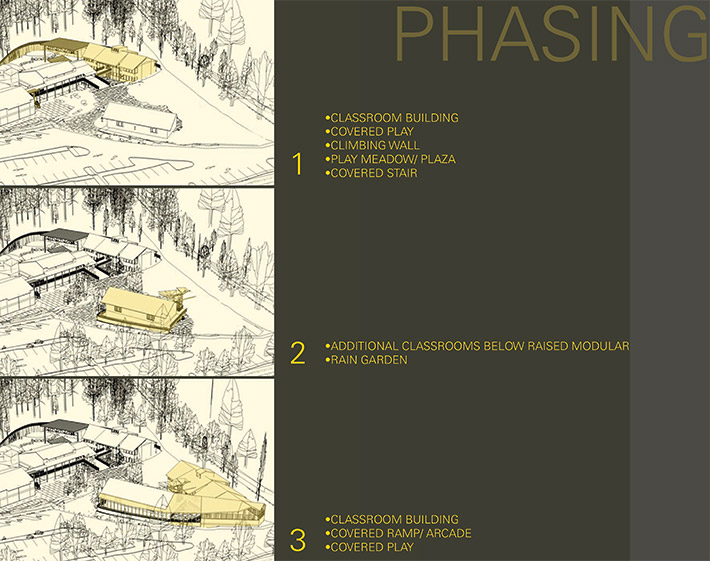 PHASING
1
•CLASSROOM BUILDING
•COVERED PLAY
•CLIMBING WALL
•PLAY MEADOW/ PLAZA
•COVERED STAIR
2
•ADDITIONAL CLASSROOMS BELOW RAISED MODULAR
•RAIN GARDEN
3
•CLASSROOM BUILDING
•COVERED RAMP/ ARCADE
•COVERED PLAY